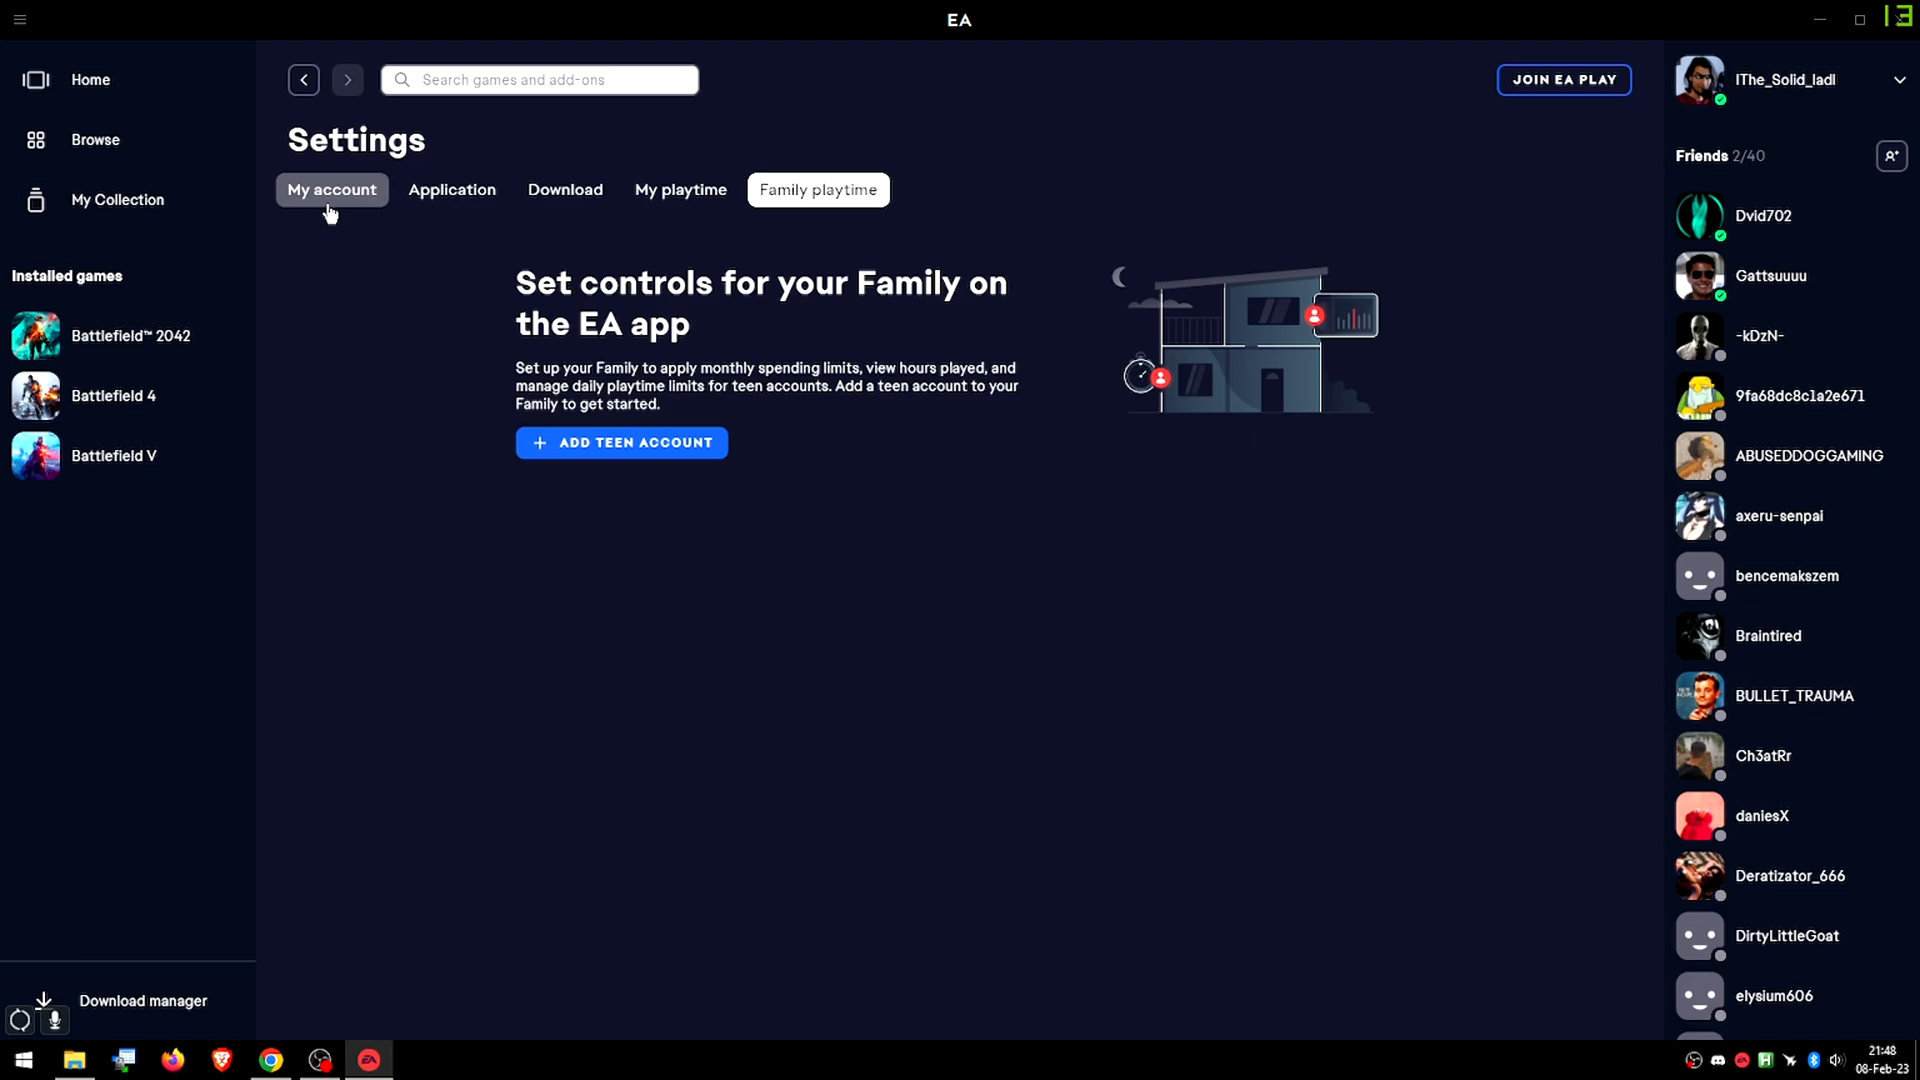 EA
13
Home
Browse
My Collection
Installed games
Battlefield™ 2042
Battlefield 4
Battlefield V
Download manager
Search games and add-ons
JOIN EA PLAY
Settings
My account
Application
Download
My playtime
Family playtime
Set controls for your Family on
the EA app
Set up your Family to apply monthly spending limits, view hours played, and
manage daily playtime limits for teen accounts. Add a teen account to your
Family to get started.
+ ADD TEEN ACCOUNT
IThe_Solid_IadI
Friends 2/40
Dvid702
Gattsuuuu
-kDzN-
9fa68dc8c1a2e671
ABUSEDDOGGAMING
axeru-senpai
bencemakszem
Braintired
BULLET_TRAUMA
Ch3atRr
daniesX
Deratizator_666
DirtyLittleGoat
elysium606
EA
21:48
08-Feb-23